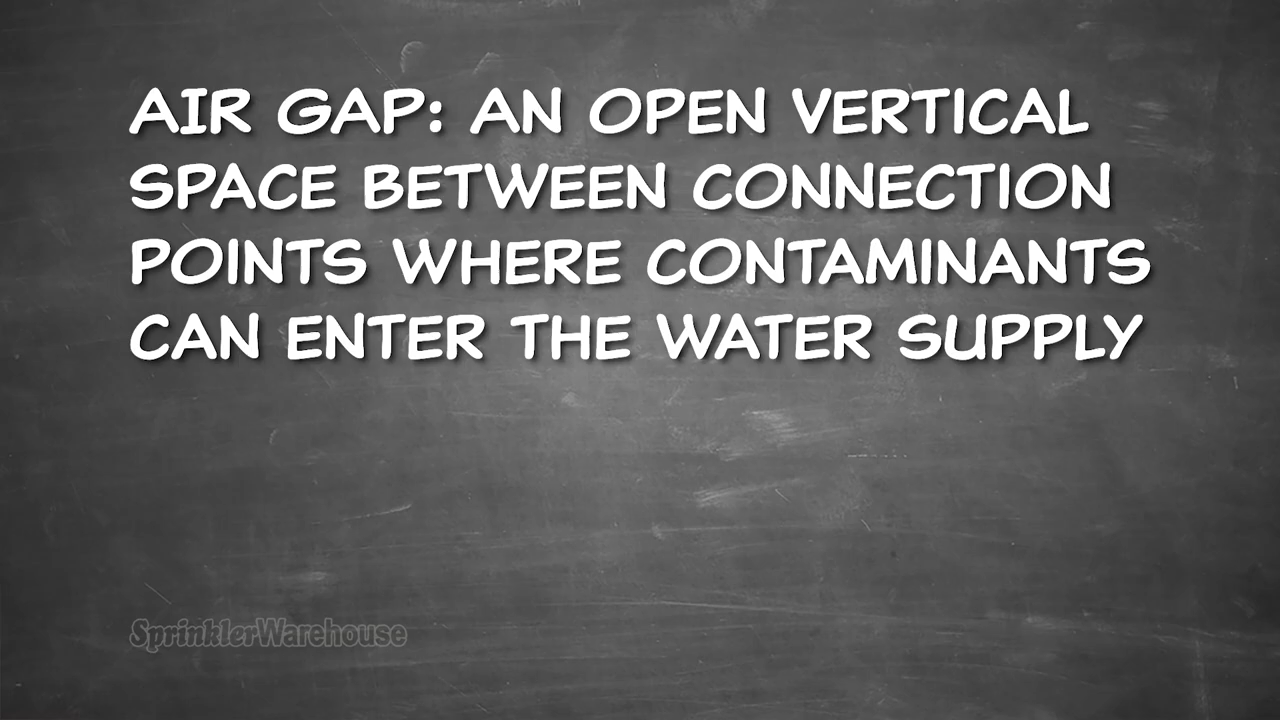 AIR GAP: AN OPEN VERTICAL
SPACE BETWEEN CONNECTION
POINTS WHERE CONTAMINANTS
CAN ENTER THE WATER SUPPLY
SprinklerWarehouse